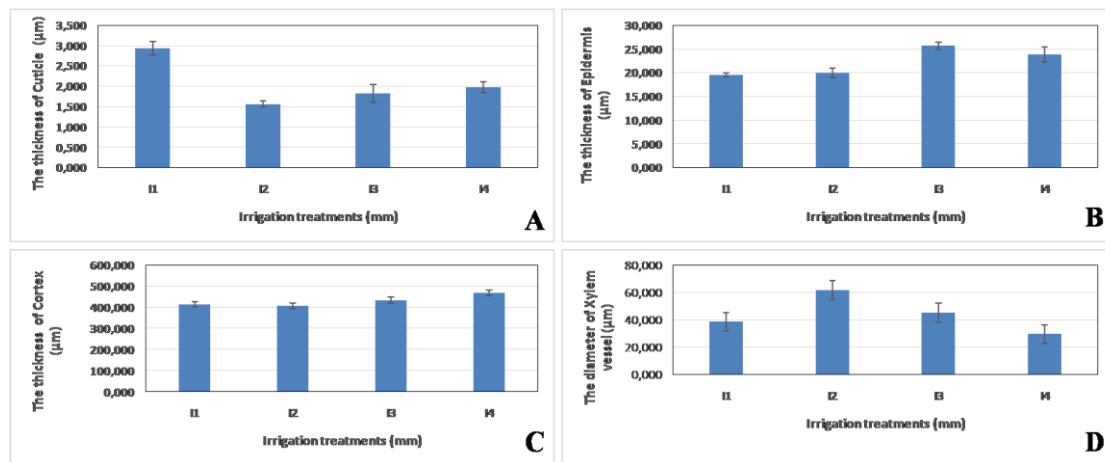 The thickness of Cuticle (µm)
3,500
3,000
2,500
2,000
1,500
1,000
0,500
0,000
I1 I2 I3 I4
Irrigation treatments (mm)
A
The thickness of Epidermis
(µm)
30,000
25,000
20,000
15,000
10,000
5,000
0,000
I1 I2 I3 I4
Irrigation treatments (mm)
B
The thickness of Cortex
(µm)
600,000
500,000
400,000
300,000
200,000
100,000
0,000
I1 I2 I3 I4
Irrigation treatments (mm)
C
The diameter of Xylem
vessel (µm)
80,000
60,000
40,000
20,000
0,000
I1 I2 I3 I4
Irrigation treatments (mm)
D